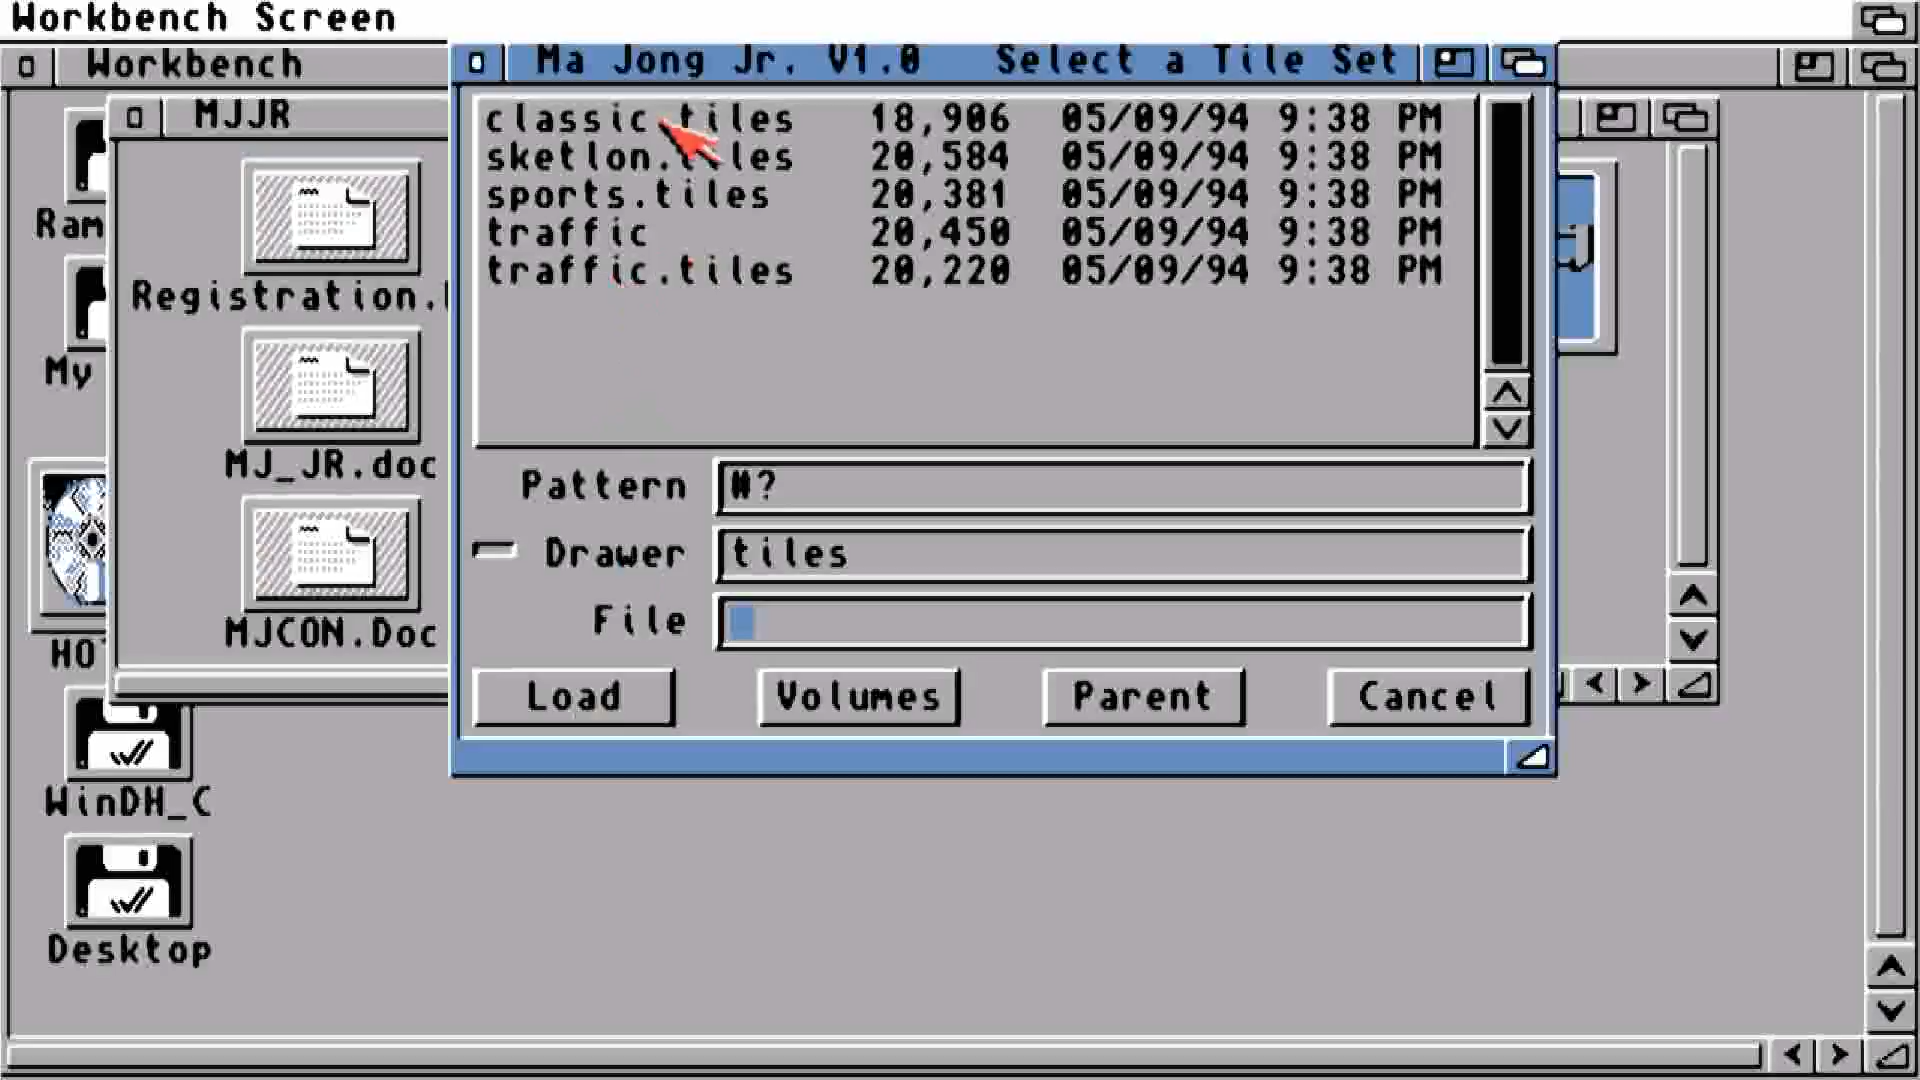 Workbench Screen
Workbench
MJJR
Registration.
MJ_JR.doc
MJCON.Doc
Ram
My
HO
WinDH_C
Desktop
Ma Jong Jr. V1.0 Select a Tile Set
classic.tiles 18,906 05/09/94 9:38 PM
sketlon.tiles 20,584 05/09/94 9:38 PM
sports.tiles 20,381 05/09/94 9:38 PM
traffic 20,450 05/09/94 9:38 PM
traffic.tiles 20,220 05/09/94 9:38 PM
Pattern #?
Drawer tiles
File
Load Volumes Parent Cancel